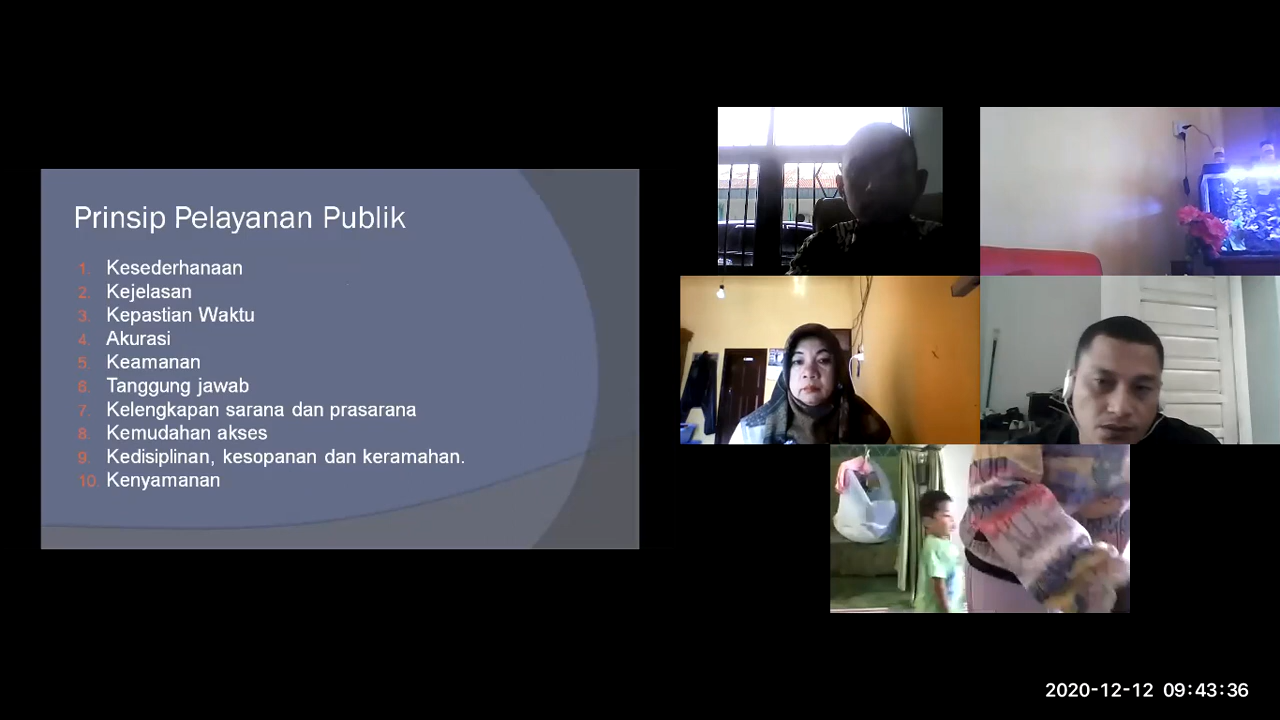 Prinsip Pelayanan Publik
1. Kesederhanaan
2. Kejelasan
3. Kepastian Waktu
4. Akurasi
5. Keamanan
6. Tanggung jawab
7. Kelengkapan sarana dan prasarana
8. Kemudahan akses
9. Kedisiplinan, kesopanan dan keramahan.
10. Kenyamanan
2020-12-12 09:43:36